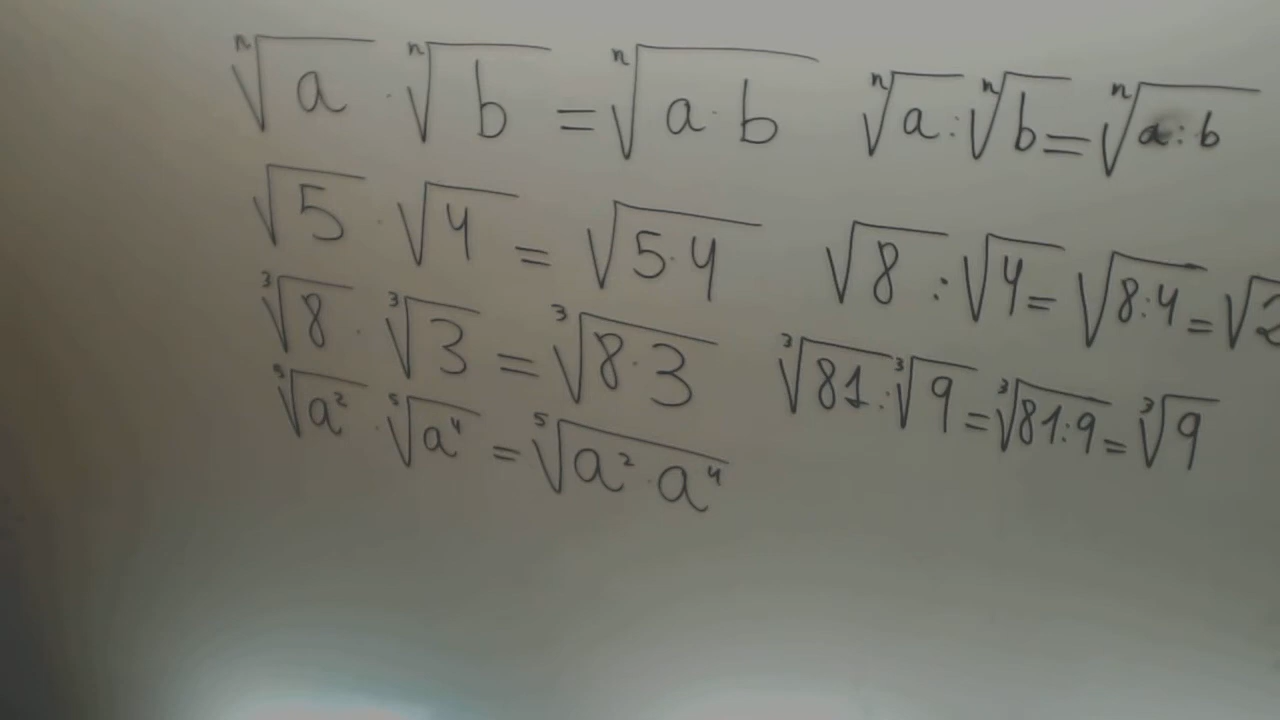 ⁿ√a · ⁿ√b = ⁿ√(a · b)   ⁿ√a : ⁿ√b = ⁿ√(a : b)
√5 · √4 = √(5 · 4)   √8 : √4 = √(8 : 4) = √2
³√8 · ³√3 = ³√(8 · 3)   ³√81 : ³√9 = ³√(81 : 9) = ³√9
⁵√a² · ⁵√a⁴ = ⁵√(a² · a⁴)